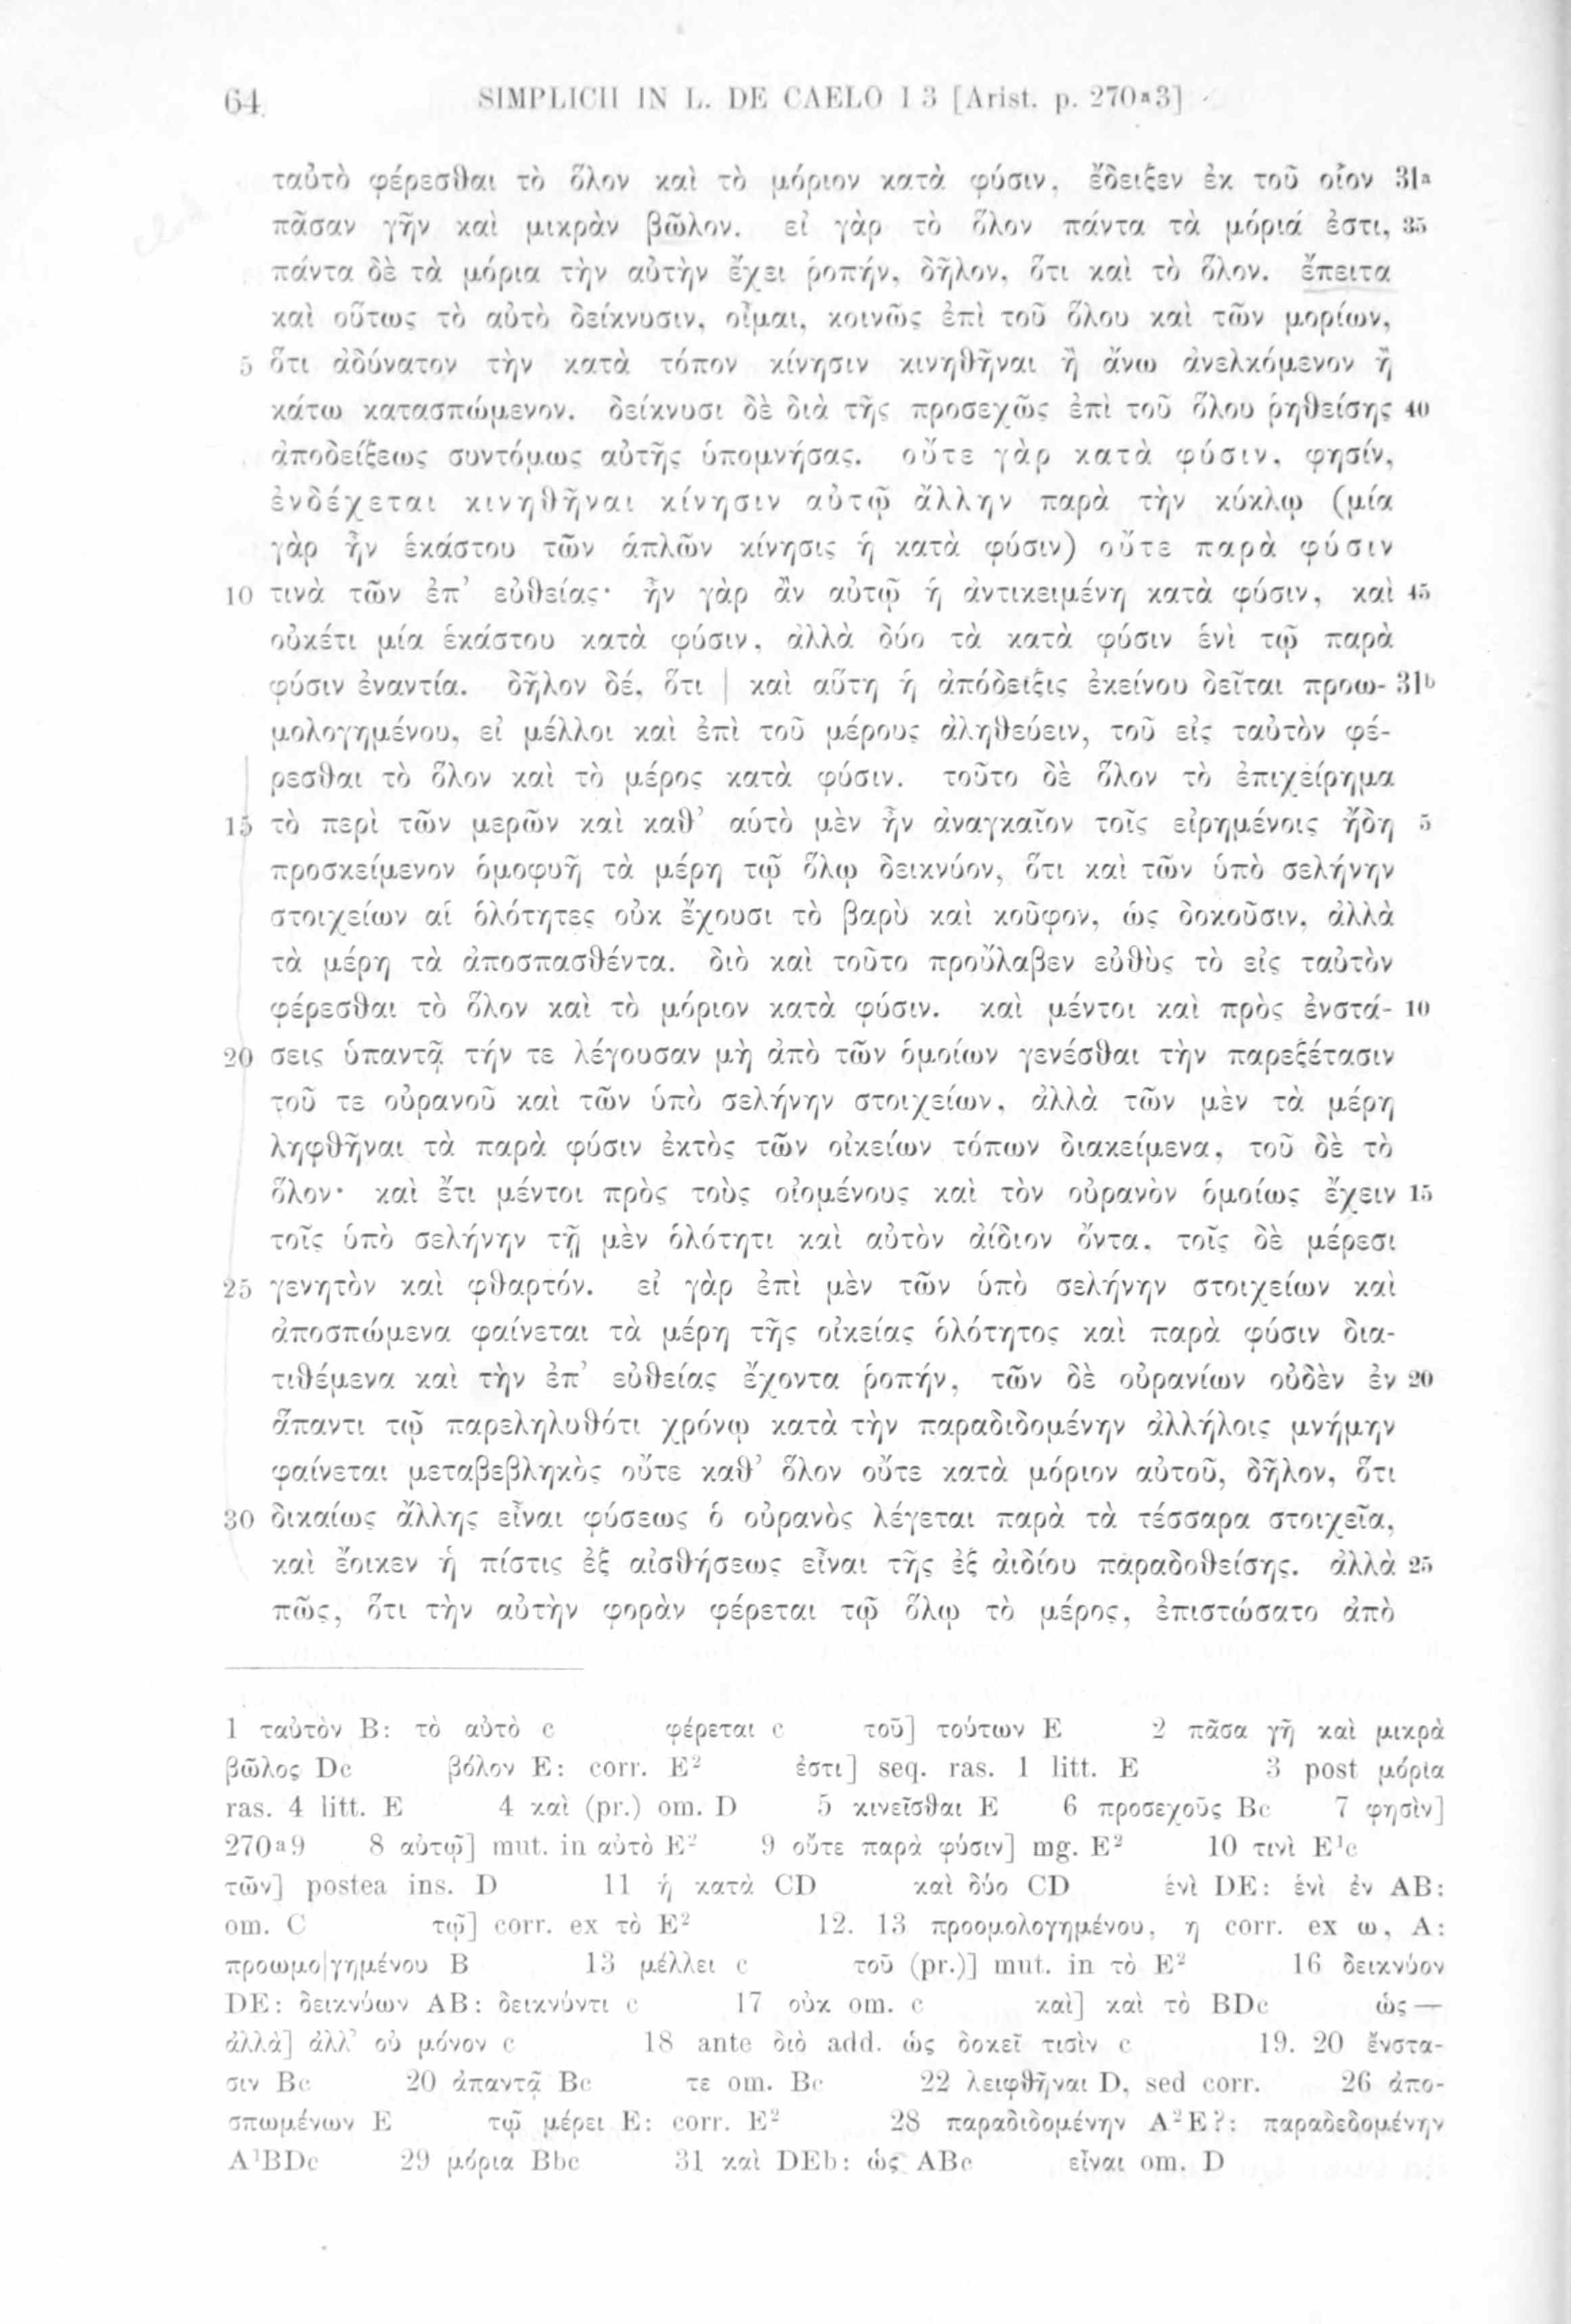 64 SIMPLICII IN L. DE CAELO I 3 [Arist. p. 270a3]
ταὐτὸ φέρεσθαι τὸ ὅλον καὶ τὸ μόριον κατὰ φύσιν, ἔδειξεν ἐκ τοῦ οἷον 31a
πᾶσαν γῆν καὶ μικρὰν βῶλον. εἰ γὰρ τὸ ὅλον πάντα τὰ μόριά ἐστι, 35
πάντα δὲ τὰ μόρια τὴν αὐτὴν ἔχει ῥοπήν, δῆλον, ὅτι καὶ τὸ ὅλον. ἔπειτα
καὶ οὕτως τὸ αὐτὸ δείκνυσιν, οἶμαι, κοινῶς ἐπὶ τοῦ ὅλου καὶ τῶν μορίων,
5 ὅτι ἀδύνατον τὴν κατὰ τόπον κίνησιν κινηθῆναι ἢ ἄνω ἀνελκόμενον ἢ
κάτω κατασπώμενον. δείκνυσι δὲ διὰ τῆς προσεχῶς ἐπὶ τοῦ ὅλου ῥηθείσης 40
ἀποδείξεως συντόμως αὐτῆς ὑπομνήσας. οὔτε γὰρ κατὰ φύσιν, φησίν,
ἐνδέχεται κινηθῆναι κίνησιν αὐτῷ ἄλλην παρὰ τὴν κύκλῳ (μία
γὰρ ἦν ἑκάστου τῶν ἁπλῶν κίνησις ἡ κατὰ φύσιν) οὔτε παρὰ φύσιν
10 τινὰ τῶν ἐπ’ εὐθείας· ἦν γὰρ ἂν αὐτῷ ἡ ἀντικειμένη κατὰ φύσιν, καὶ 45
οὐκέτι μία ἑκάστου κατὰ φύσιν, ἀλλὰ δύο τὰ κατὰ φύσιν ἑνὶ τῷ παρὰ
φύσιν ἐναντία. δῆλον δέ, ὅτι | καὶ αὕτη ἡ ἀπόδειξις ἐκείνου δεῖται προω- 31b
μολογημένου, εἰ μέλλοι καὶ ἐπὶ τοῦ μέρους ἀληθεύειν, τοῦ εἰς ταὐτὸν φέ-
ρεσθαι τὸ ὅλον καὶ τὸ μέρος κατὰ φύσιν. τοῦτο δὲ ὅλον τὸ ἐπιχείρημα
15 τὸ περὶ τῶν μερῶν καὶ καθ’ αὑτὸ μὲν ἦν ἀναγκαῖον τοῖς εἰρημένοις ἤδη 5
προσκείμενον ὁμοφυῆ τὰ μέρη τῷ ὅλῳ δεικνύον, ὅτι καὶ τῶν ὑπὸ σελήνην
στοιχείων αἱ ὁλότητες οὐκ ἔχουσι τὸ βαρὺ καὶ κοῦφον, ὡς δοκοῦσιν, ἀλλὰ
τὰ μέρη τὰ ἀποσπασθέντα. διὸ καὶ τοῦτο προὔλαβεν εὐθὺς τὸ εἰς ταὐτὸν
φέρεσθαι τὸ ὅλον καὶ τὸ μόριον κατὰ φύσιν. καὶ μέντοι καὶ πρὸς ἐνστά- 10
20 σεις ὑπαντᾷ τήν τε λέγουσαν μὴ ἀπὸ τῶν ὁμοίων γενέσθαι τὴν παρεξέτασιν
τοῦ τε οὐρανοῦ καὶ τῶν ὑπὸ σελήνην στοιχείων, ἀλλὰ τῶν μὲν τὰ μέρη
ληφθῆναι τὰ παρὰ φύσιν ἐκτὸς τῶν οἰκείων τόπων διακείμενα, τοῦ δὲ τὸ
ὅλον· καὶ ἔτι μέντοι πρὸς τοὺς οἰομένους καὶ τὸν οὐρανὸν ὁμοίως ἔχειν 15
τοῖς ὑπὸ σελήνην τῇ μὲν ὁλότητι καὶ αὐτὸν ἀίδιον ὄντα, τοῖς δὲ μέρεσι
25 γενητὸν καὶ φθαρτόν. εἰ γὰρ ἐπὶ μὲν τῶν ὑπὸ σελήνην στοιχείων καὶ
ἀποσπώμενα φαίνεται τὰ μέρη τῆς οἰκείας ὁλότητος καὶ παρὰ φύσιν δια-
τιθέμενα καὶ τὴν ἐπ’ εὐθείας ἔχοντα ῥοπήν, τῶν δὲ οὐρανίων οὐδὲν ἐν 20
ἅπαντι τῷ παρεληλυθότι χρόνῳ κατὰ τὴν παραδιδομένην ἀλλήλοις μνήμην
φαίνεται μεταβεβληκὸς οὔτε καθ’ ὅλον οὔτε κατὰ μόριον αὐτοῦ, δῆλον, ὅτι
30 δικαίως ἄλλης εἶναι φύσεως ὁ οὐρανὸς λέγεται παρὰ τὰ τέσσαρα στοιχεῖα,
καὶ ἔοικεν ἡ πίστις ἐξ αἰσθήσεως εἶναι τῆς ἐξ ἀιδίου παραδοθείσης. ἀλλὰ 25
πῶς, ὅτι τὴν αὐτὴν φορὰν φέρεται τῷ ὅλῳ τὸ μέρος, ἐπιστώσατο ἀπὸ
1 ταὐτὸν B: τὸ αὐτὸ c φέρεται c τοῦ] τούτων E 2 πᾶσα γῆ καὶ μικρὰ
βῶλος Dc βόλον E: corr. E² ἐστι] seq. ras. 1 litt. E 3 post μόρια
ras. 4 litt. E 4 καὶ (pr.) om. D 5 κινεῖσθαι E 6 προσεχοῦς Bc 7 φησὶν]
270a9 8 αὐτῷ] mut. in αὐτὸ E² 9 οὔτε παρὰ φύσιν] mg. E² 10 τινὶ E¹c
τῶν] postea ins. D 11 ἡ κατὰ CD καὶ δύο CD ἑνὶ DE: ἑνὶ ἐν AB:
om. C τῷ] corr. ex τὸ E² 12. 13 προομολογημένου, η corr. ex ω, A:
προωμο|γημένου B 13 μέλλει c τοῦ (pr.)] mut. in τὸ E² 16 δεικνύον
DE: δεικνύων AB: δεικνύντι c 17 οὐκ om. c καὶ] καὶ τὸ BDc ὡς —
ἀλλὰ] ἀλλ’ οὐ μόνον c 18 ante διὸ add. ὡς δοκεῖ τισὶν c 19. 20 ἔνστα-
σιν Bc 20 ἀπαντᾷ Bc τε om. Bc 22 λειφθῆναι D, sed corr. 26 ἀπο-
σπωμένων E τῷ μέρει E: corr. E² 28 παραδιδομένην A²E?: παραδεδομένην
A¹BDc 29 μόρια Bbc 31 καὶ DEb: ὡς ABc εἶναι om. D